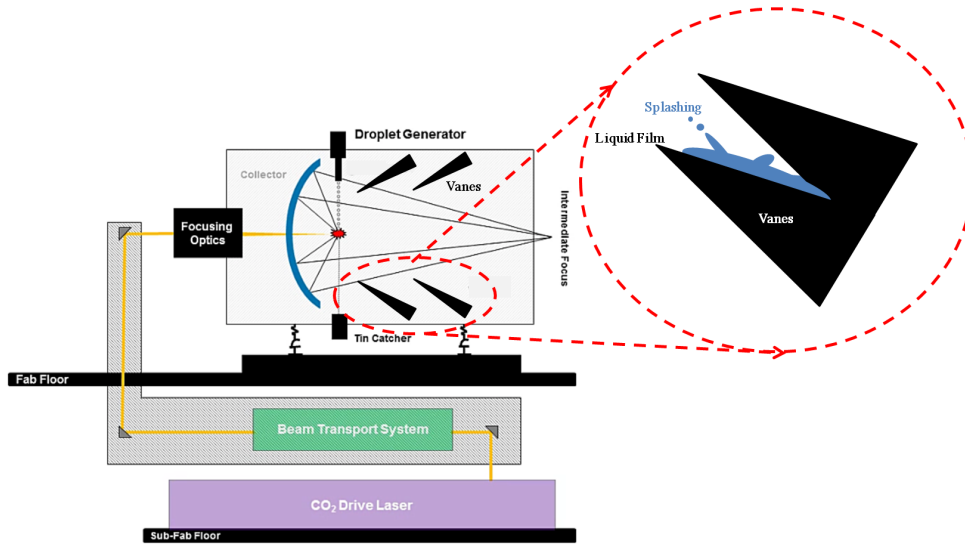 Splashing
Liquid Film
Vanes
Droplet Generator
Collector
Vanes
Focusing
Optics
Intermediate Focus
Tin Catcher
Fab Floor
Beam Transport System
CO₂ Drive Laser
Sub-Fab Floor